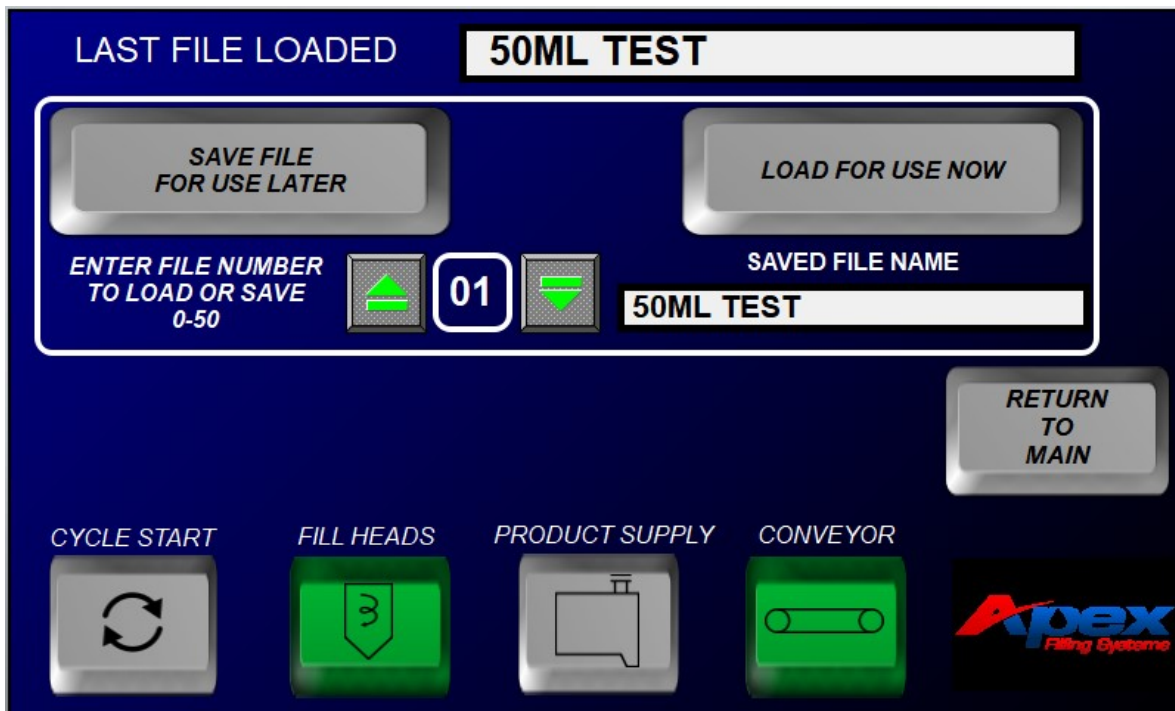 LAST FILE LOADED
50ML TEST
SAVE FILE
FOR USE LATER
LOAD FOR USE NOW
ENTER FILE NUMBER
TO LOAD OR SAVE
0-50
01
SAVED FILE NAME
50ML TEST
RETURN
TO
MAIN
CYCLE START
FILL HEADS
PRODUCT SUPPLY
CONVEYOR
Apex
Filling Systems